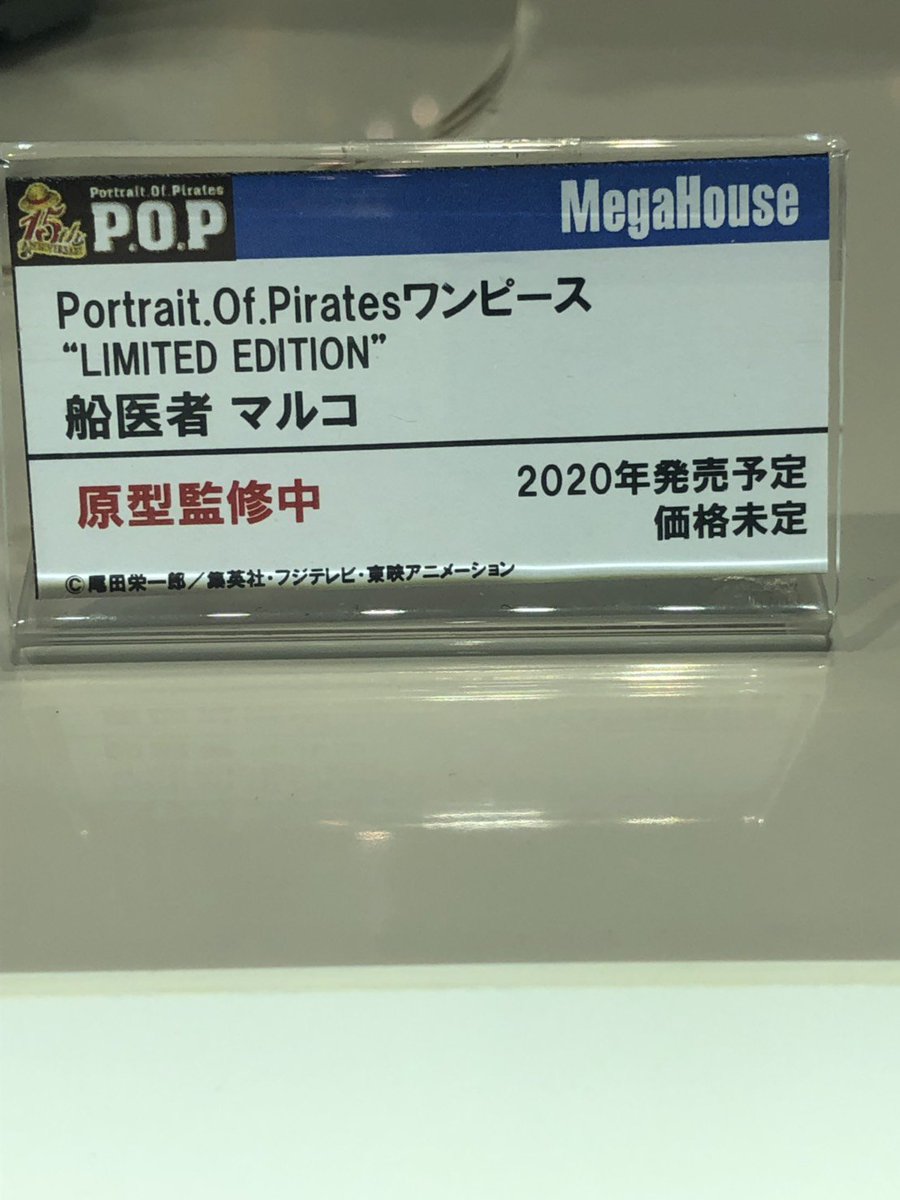 15th
ANNIVERSARY
Portrait.Of.Pirates
P.O.P
MegaHouse
Portrait.Of.Piratesワンピース
“LIMITED EDITION”
船医者 マルコ
原型監修中
2020年発売予定
価格未定
©尾田栄一郎／集英社・フジテレビ・東映アニメーション